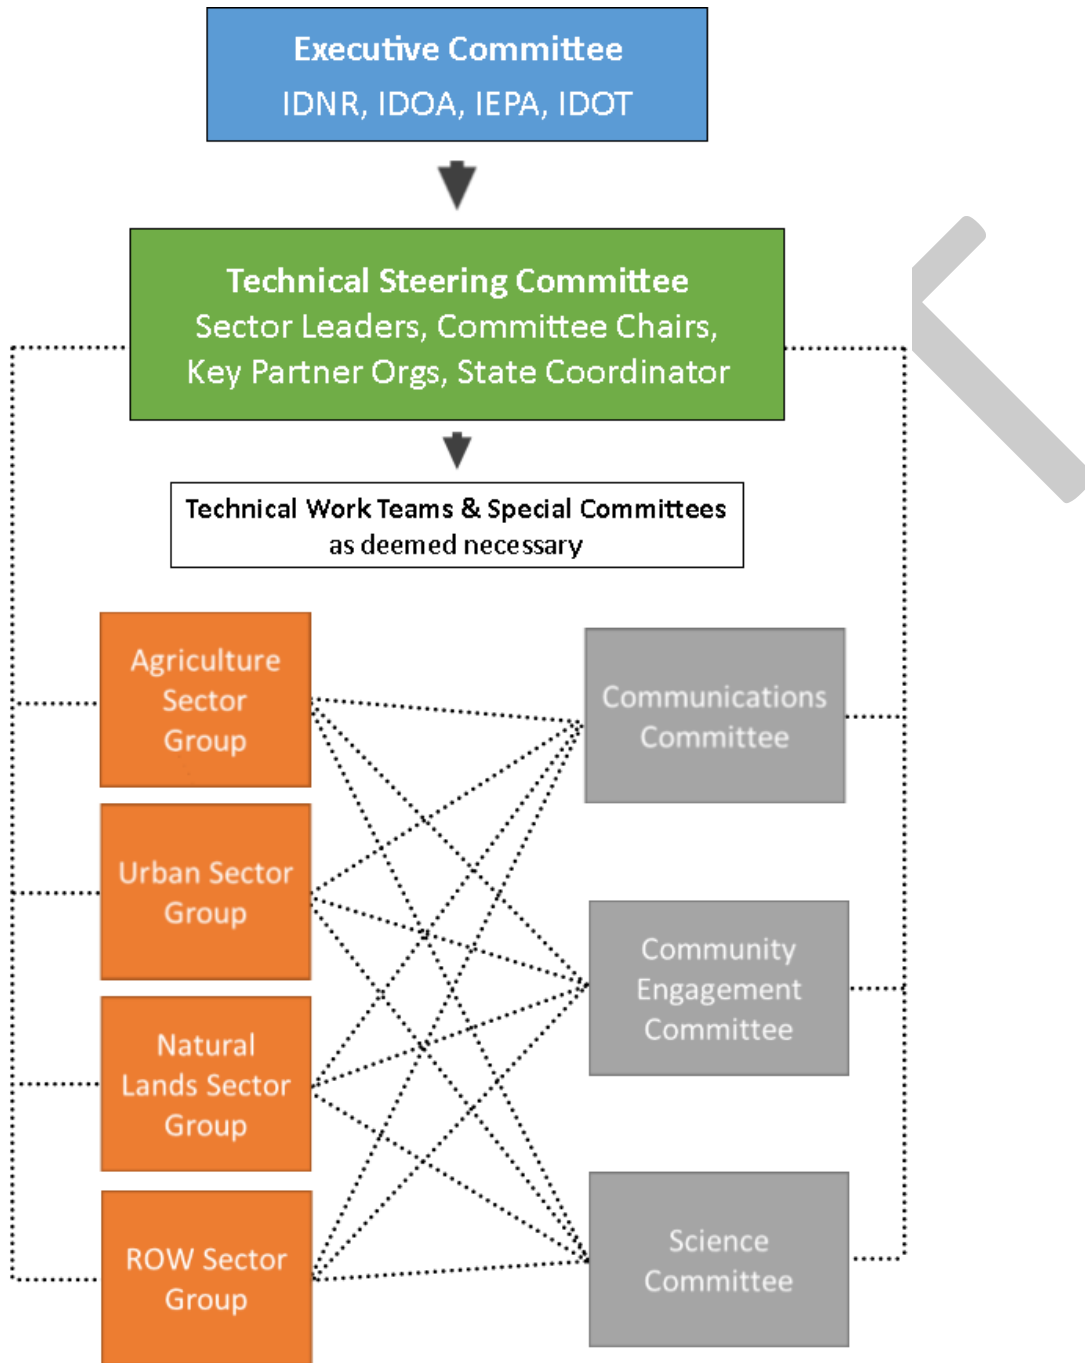 Executive Committee
IDNR, IDOA, IEPA, IDOT
Technical Steering Committee
Sector Leaders, Committee Chairs,
Key Partner Orgs, State Coordinator
Technical Work Teams & Special Committees
as deemed necessary
Agriculture
Sector
Group
Urban Sector
Group
Natural
Lands Sector
Group
ROW Sector
Group
Communications
Committee
Community
Engagement
Committee
Science
Committee